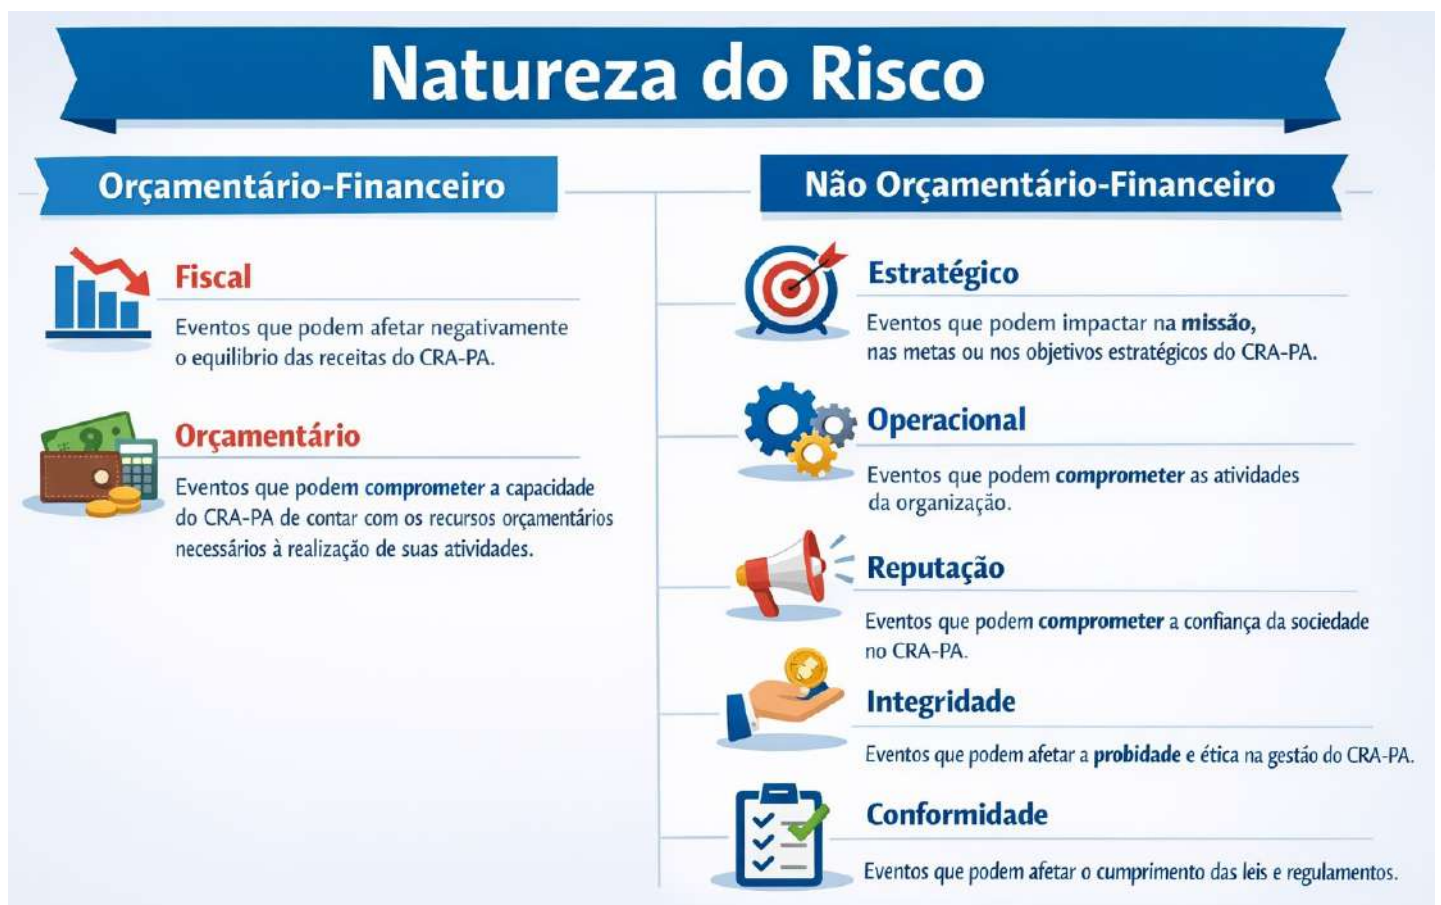 Natureza do Risco
Orçamentário-Financeiro
Fiscal
Eventos que podem afetar negativamente
o equilibrio das receitas do CRA-PA.
Orçamentário
Eventos que podem comprometer a capacidade
do CRA-PA de contar com os recursos orçamentários
necessários à realização de suas atividades.
Não Orçamentário-Financeiro
Estratégico
Eventos que podem impactar na missão,
nas metas ou nos objetivos estratégicos do CRA-PA.
Operacional
Eventos que podem comprometer as atividades
da organização.
Reputação
Eventos que podem comprometer a confiança da sociedade
no CRA-PA.
Integridade
Eventos que podem afetar a probidade e ética na gestão do CRA-PA.
Conformidade
Eventos que podem afetar o cumprimento das leis e regulamentos.